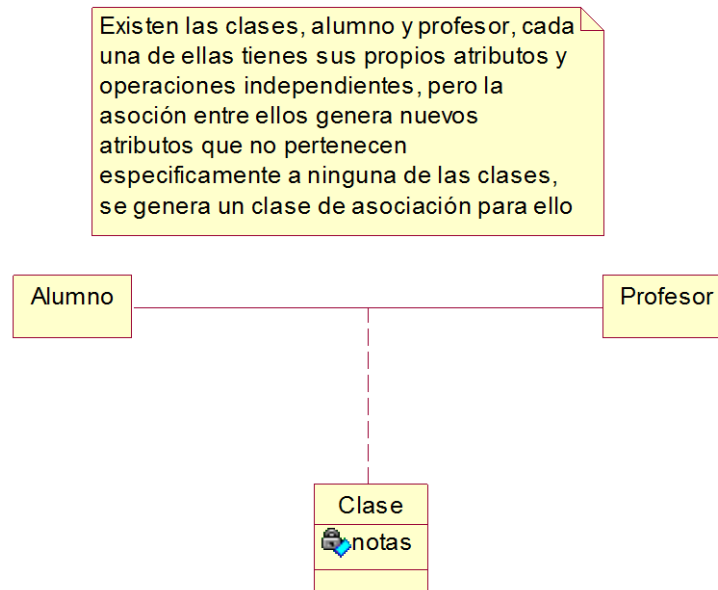 Existen las clases, alumno y profesor, cada
una de ellas tienes sus propios atributos y
operaciones independientes, pero la
asoción entre ellos genera nuevos
atributos que no pertenecen
especificamente a ninguna de las clases,
se genera un clase de asociación para ello
Alumno
Profesor
Clase
notas